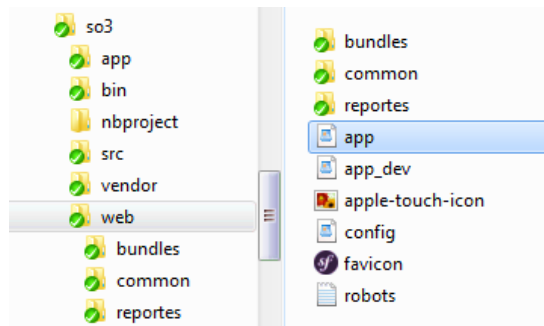 so3
app
bin
nbproject
src
vendor
web
bundles
common
reportes
bundles
common
reportes
app
app_dev
apple-touch-icon
config
favicon
robots